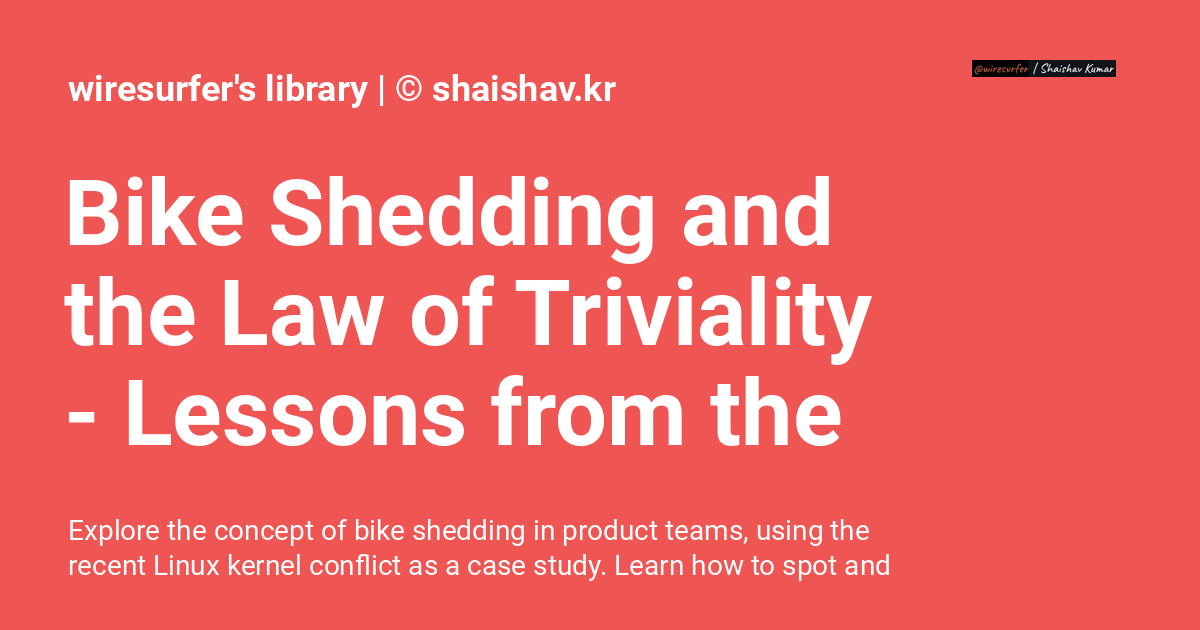 wiresurfer's library | © shaishav.kr
@wiresurfer / Shaishav Kumar
Bike Shedding and
the Law of Triviality
- Lessons from the
Explore the concept of bike shedding in product teams, using the
recent Linux kernel conflict as a case study. Learn how to spot and